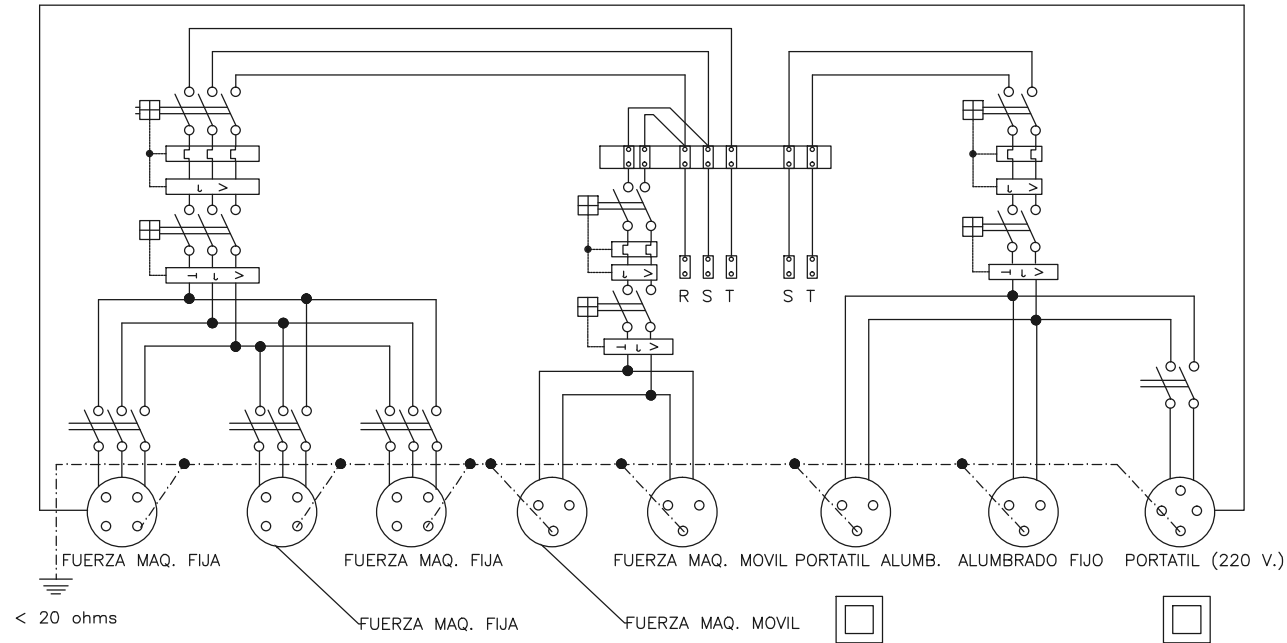 R S T S T
FUERZA MAQ. FIJA
FUERZA MAQ. FIJA
FUERZA MAQ. MOVIL
PORTATIL ALUMB.
ALUMBRADO FIJO
PORTATIL (220 V.)
< 20 ohms
FUERZA MAQ. FIJA
FUERZA MAQ. MOVIL